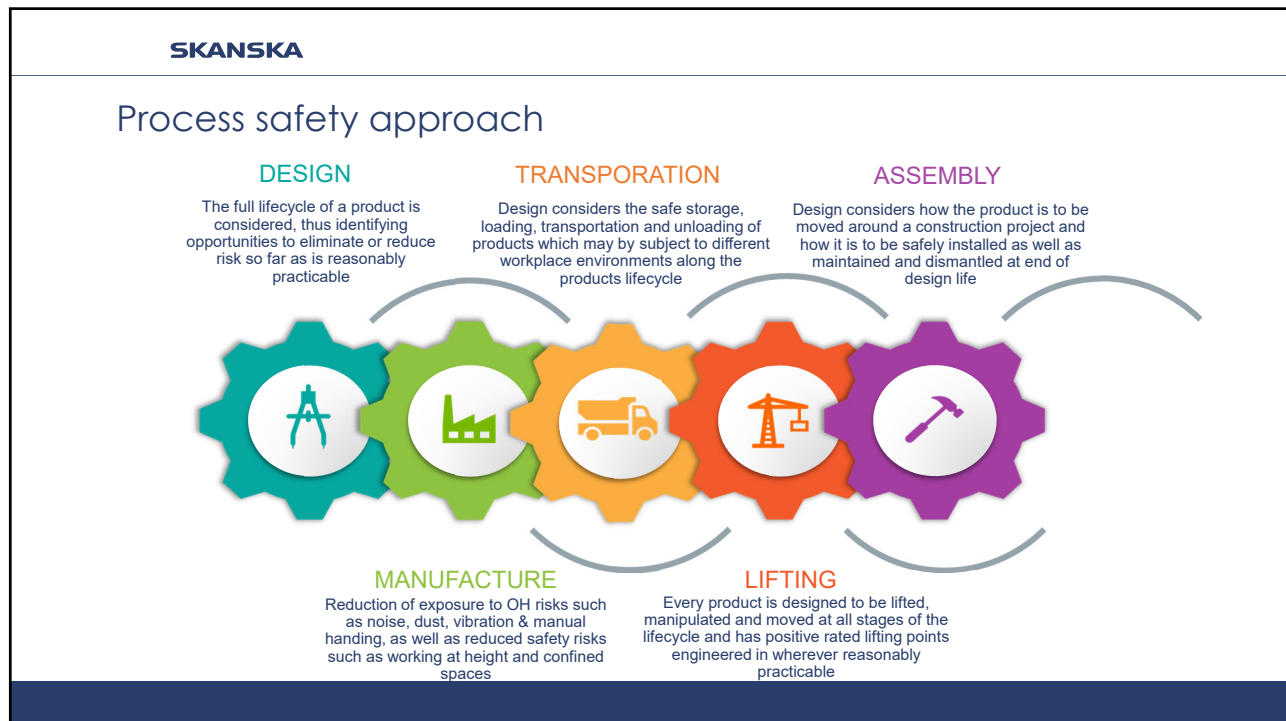 SKANSKA
Process safety approach
DESIGN
The full lifecycle of a product is
considered, thus identifying
opportunities to eliminate or reduce
risk so far as is reasonably
practicable
TRANSPORATION
Design considers the safe storage,
loading, transportation and unloading of
products which may by subject to different
workplace environments along the
products lifecycle
ASSEMBLY
Design considers how the product is to be
moved around a construction project and
how it is to be safely installed as well as
maintained and dismantled at end of
design life
MANUFACTURE
Reduction of exposure to OH risks such
as noise, dust, vibration & manual
handing, as well as reduced safety risks
such as working at height and confined
spaces
LIFTING
Every product is designed to be lifted,
manipulated and moved at all stages of the
lifecycle and has positive rated lifting points
engineered in wherever reasonably
practicable